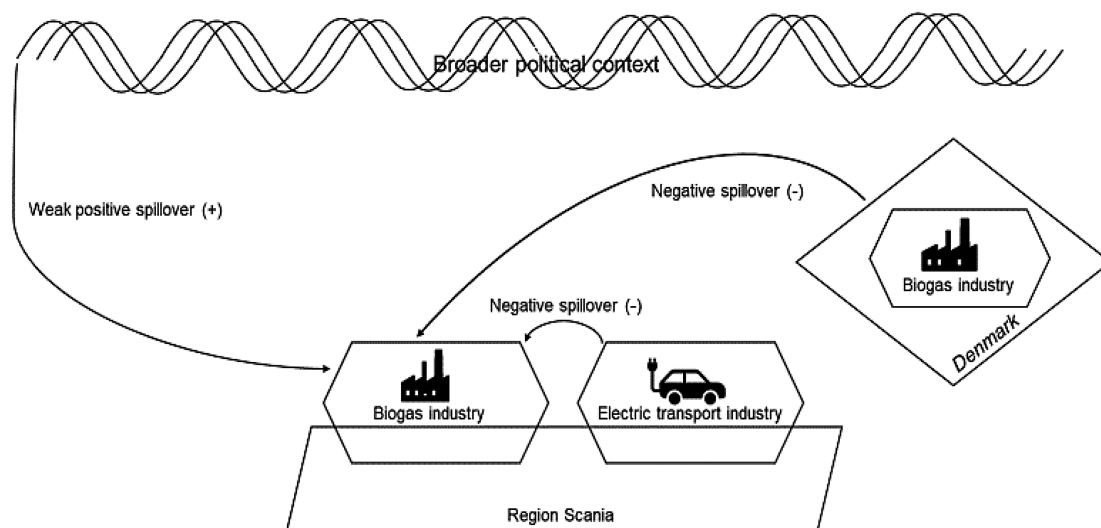 Broader political context
Weak positive spillover (+)
Negative spillover (-)
Biogas industry
Denmark
Negative spillover (-)
Biogas industry
Electric transport industry
Region Scania